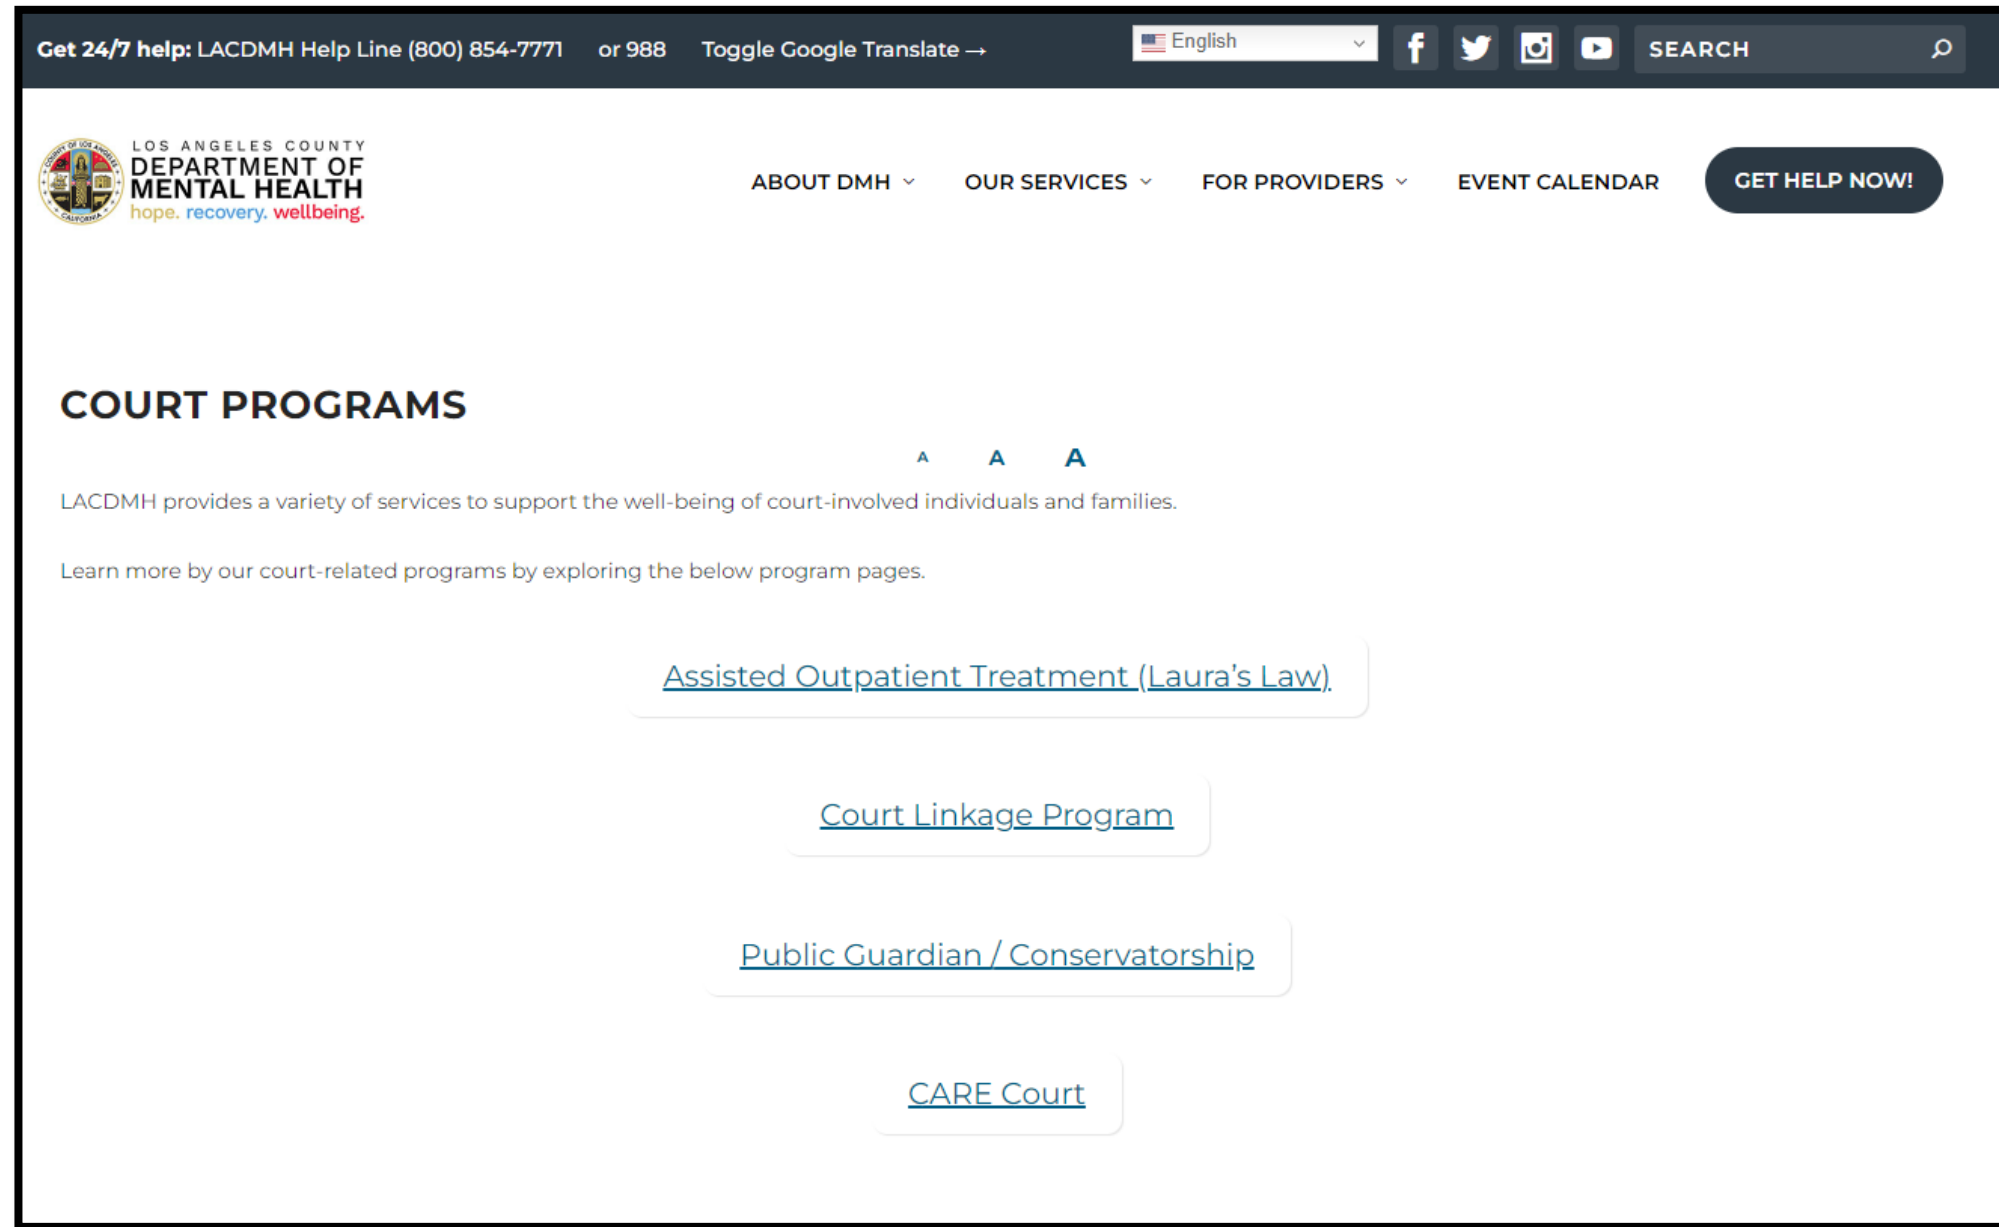 Get 24/7 help: LACDMH Help Line (800) 854-7771 or 988 Toggle Google Translate → English SEARCH
LOS ANGELES COUNTY
DEPARTMENT OF
MENTAL HEALTH
hope. recovery. wellbeing.
ABOUT DMH OUR SERVICES FOR PROVIDERS EVENT CALENDAR GET HELP NOW!
COURT PROGRAMS
A A A
LACDMH provides a variety of services to support the well-being of court-involved individuals and families.
Learn more by our court-related programs by exploring the below program pages.
Assisted Outpatient Treatment (Laura’s Law)
Court Linkage Program
Public Guardian / Conservatorship
CARE Court